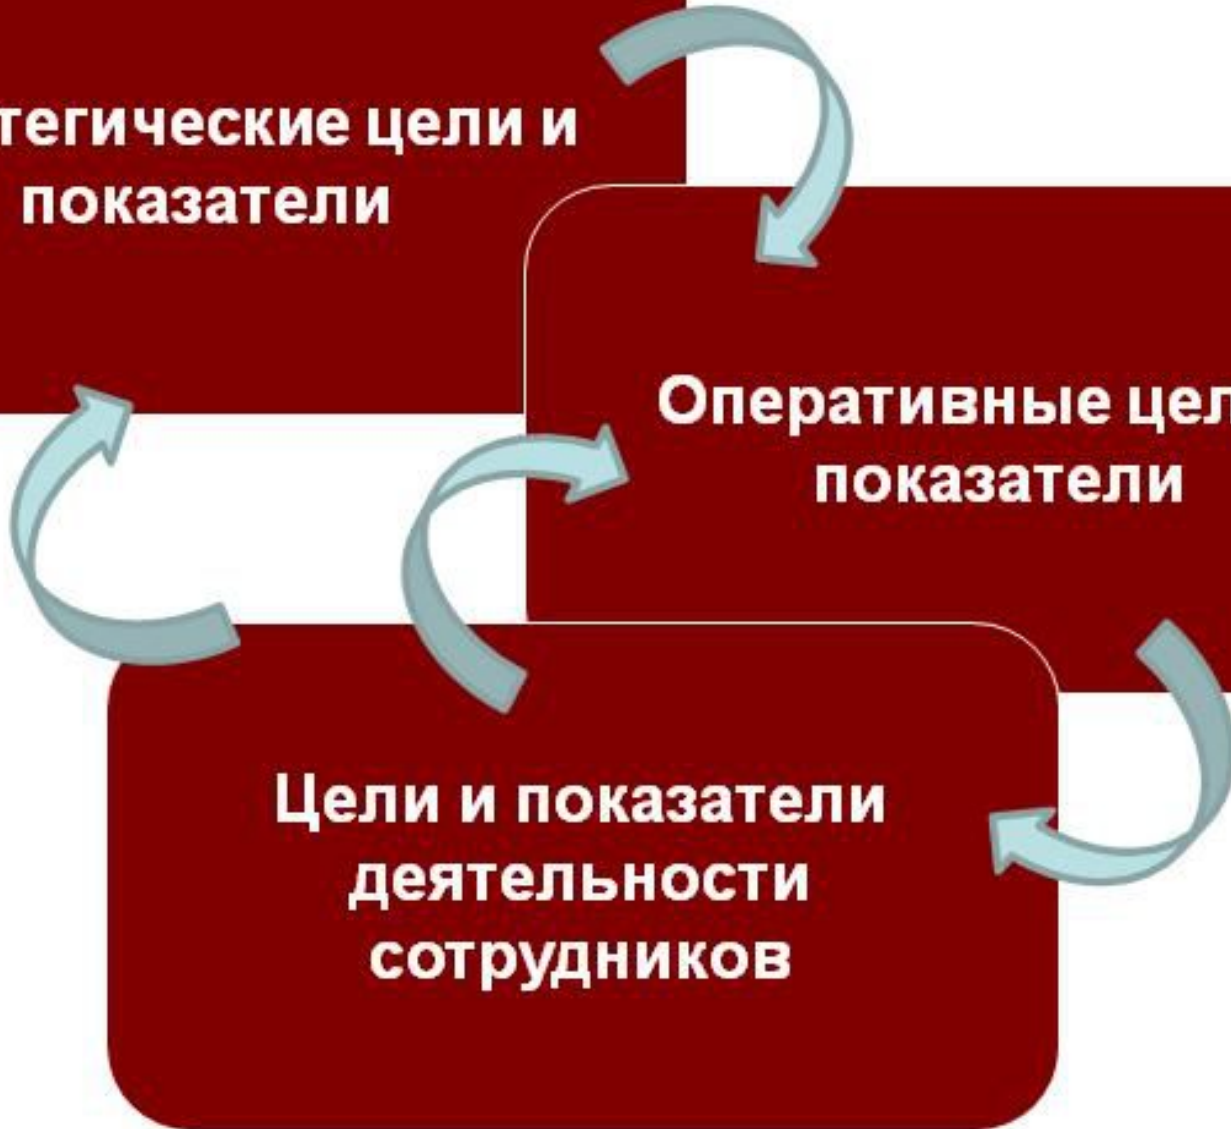 тегические цели и
показатели
Оперативные цел
показатели
Цели и показатели
деятельности
сотрудников